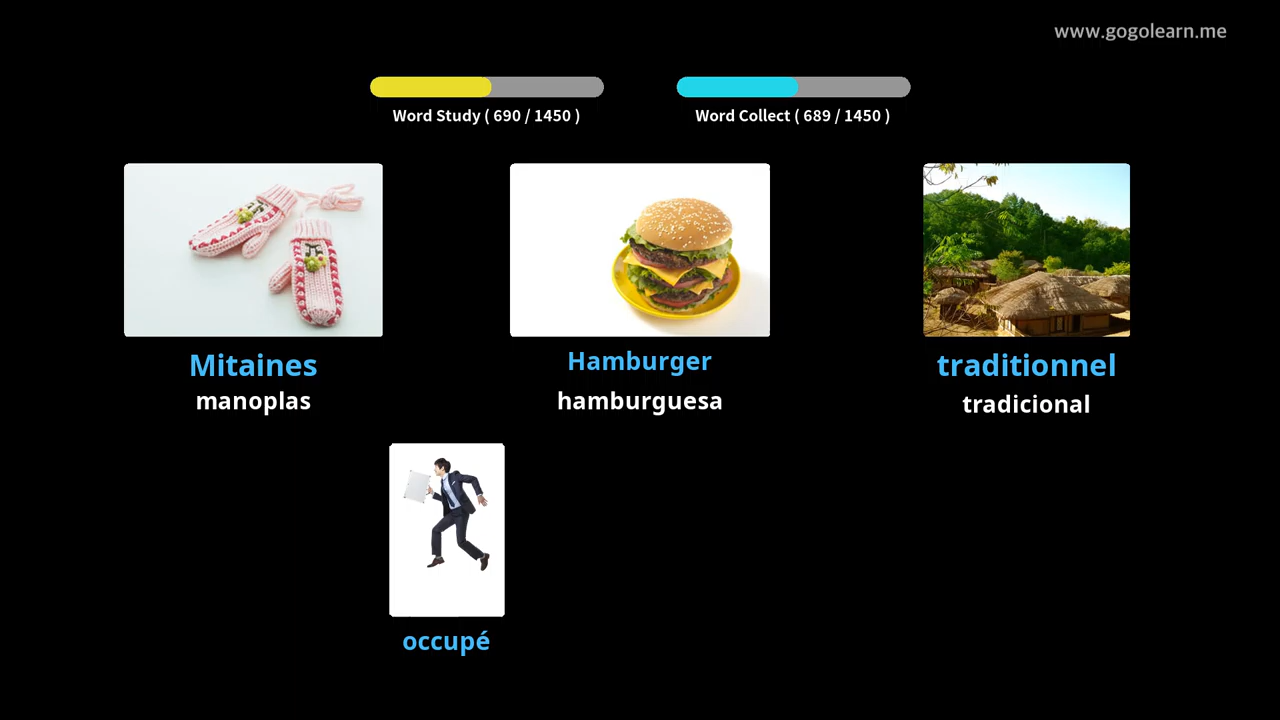 www.gogolearn.me
Word Study ( 690 / 1450 )
Word Collect ( 689 / 1450 )
Mitaines
manoplas
Hamburger
hamburguesa
traditionnel
tradicional
occupé